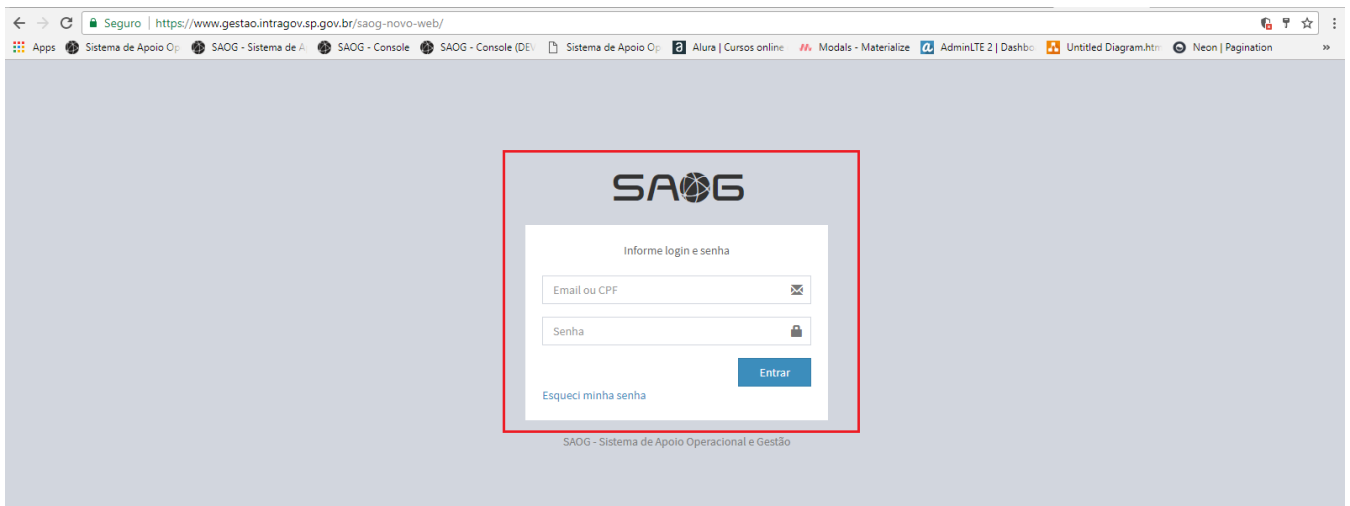 Seguro | https://www.gestao.intragov.sp.gov.br/saog-novo-web/
Apps Sistema de Apoio Op SAOG - Sistema de A SAOG - Console SAOG - Console (DEV Sistema de Apoio Op Alura | Cursos online Modals - Materialize AdminLTE 2 | Dashbo Untitled Diagram.htm Neon | Pagination »
SAOG
Informe login e senha
Email ou CPF
Senha
Entrar
Esqueci minha senha
SAOG - Sistema de Apoio Operacional e Gestão